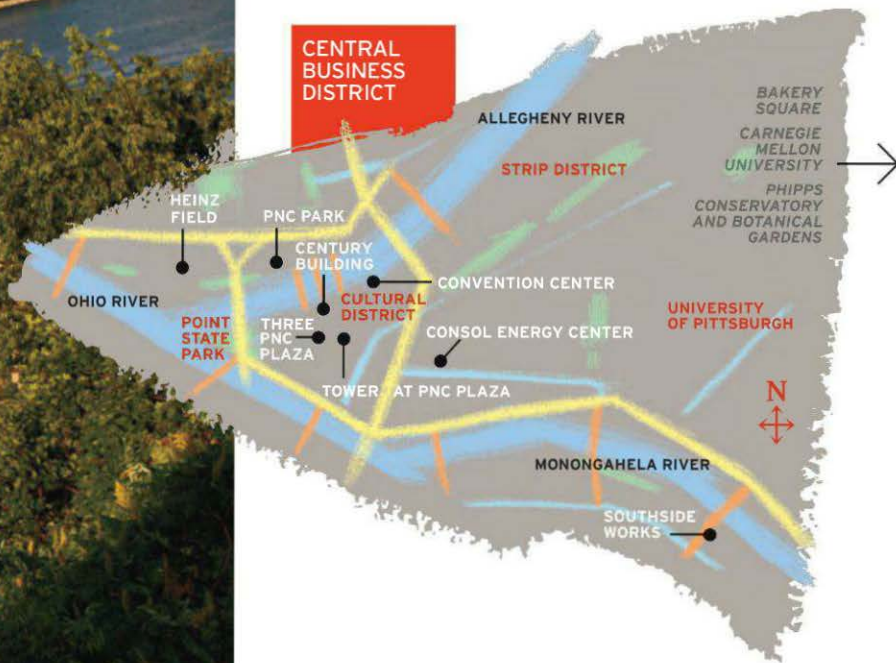 CENTRAL
BUSINESS
DISTRICT
ALLEGHENY RIVER
BAKERY
SQUARE
CARNEGIE
MELLON
UNIVERSITY
PHIPPS
CONSERVATORY
AND BOTANICAL
GARDENS
STRIP DISTRICT
HEINZ
FIELD
PNC PARK
CENTURY
BUILDING
CONVENTION CENTER
OHIO RIVER
CULTURAL
DISTRICT
POINT
STATE
PARK
THREE
PNC
PLAZA
CONSOL ENERGY CENTER
UNIVERSITY
OF PITTSBURGH
TOWER AT PNC PLAZA
N
MONONGAHELA RIVER
SOUTHSIDE
WORKS